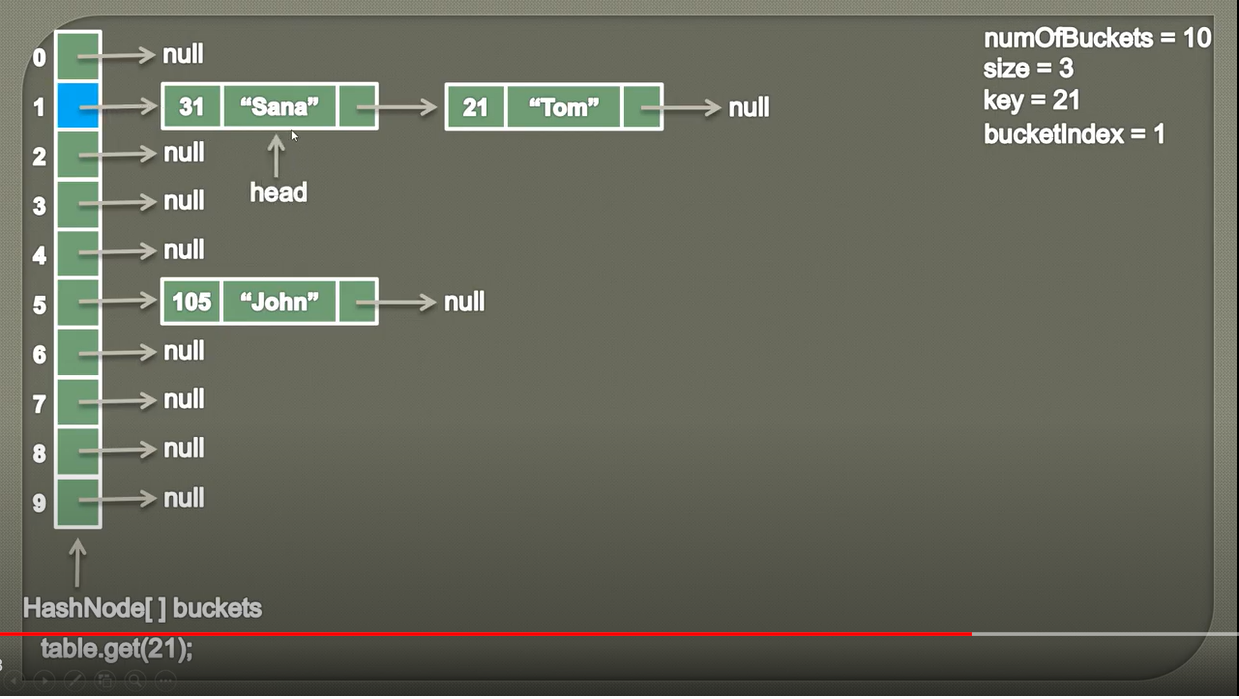 numOfBuckets = 10
size = 3
key = 21
bucketIndex = 1
0 null
1 31 “Sana” 21 “Tom” null
2 null
head
3 null
4 null
5 105 “John” null
6 null
7 null
8 null
9 null
HashNode[ ] buckets
table.get(21);